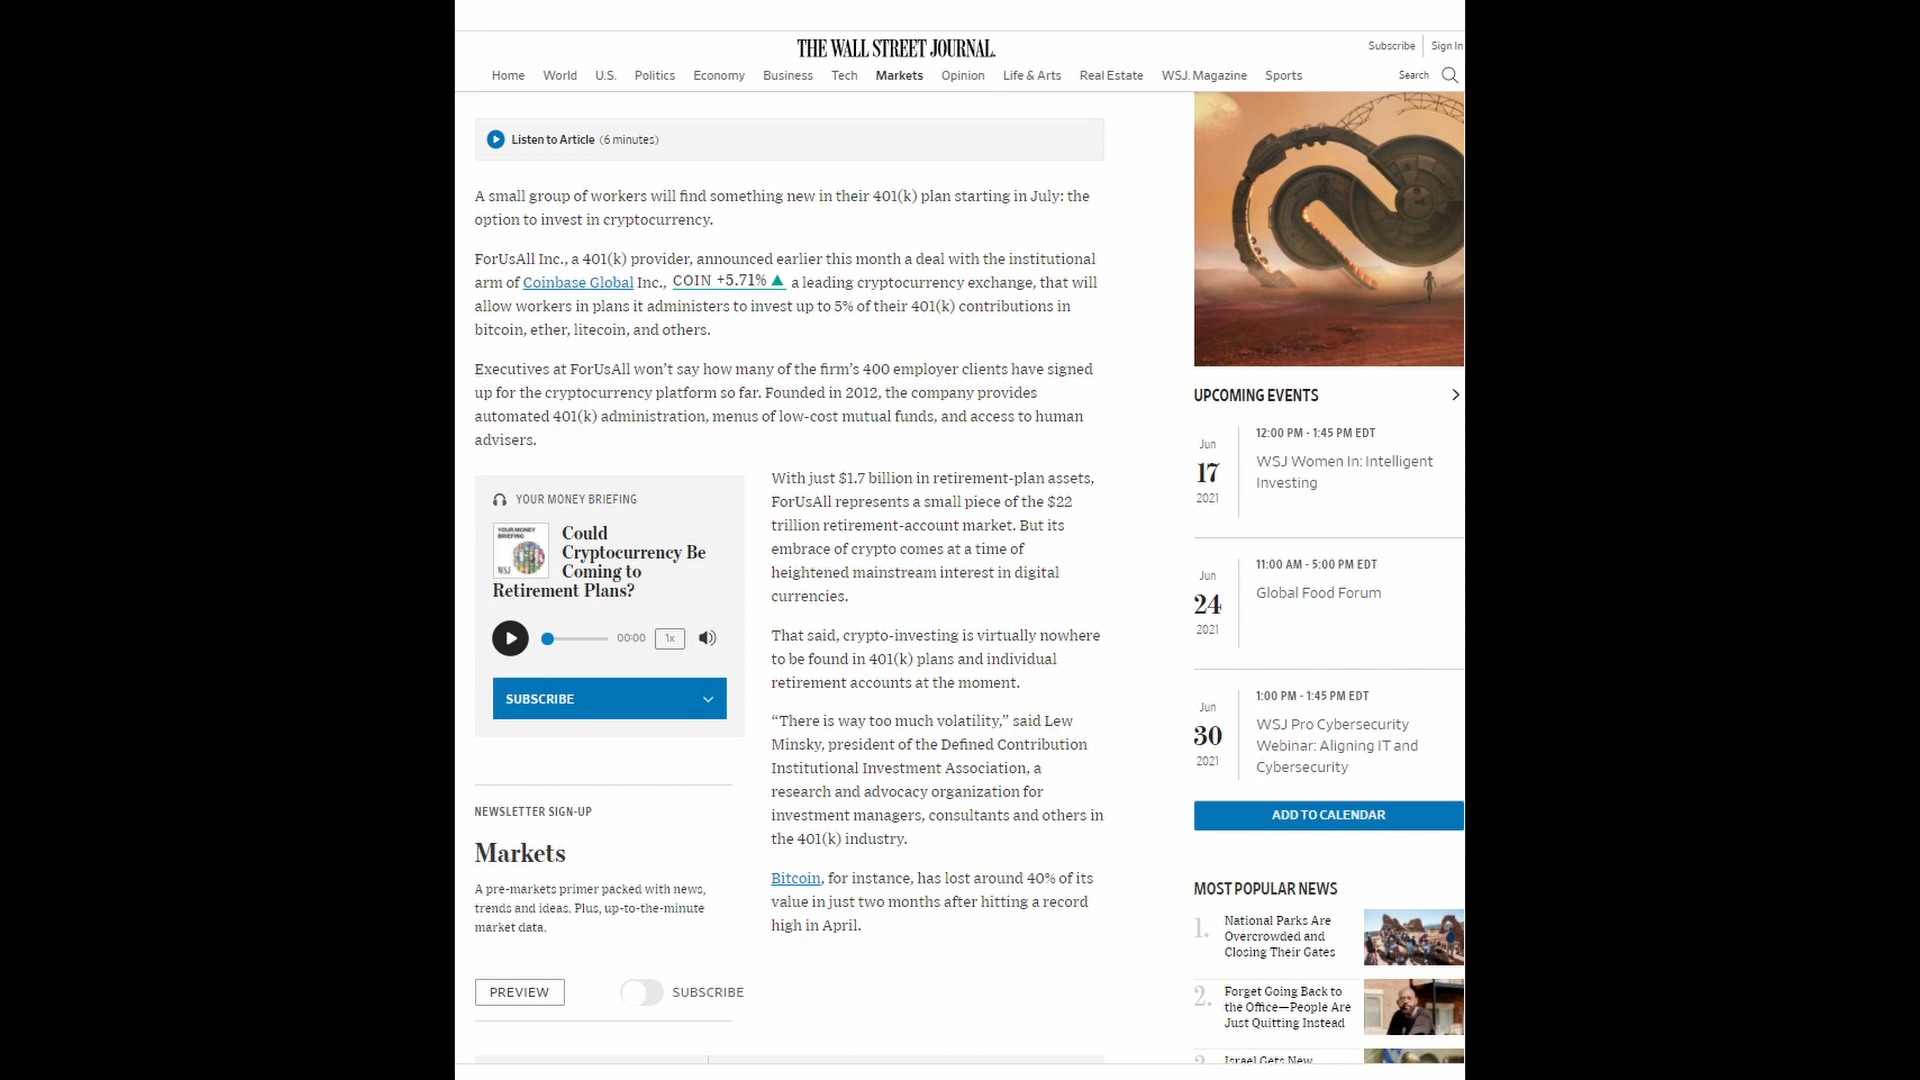 THE WALL STREET JOURNAL.
Subscribe Sign In
Home World U.S. Politics Economy Business Tech Markets Opinion Life & Arts Real Estate WSJ. Magazine Sports Search
Listen to Article (6 minutes)
A small group of workers will find something new in their 401(k) plan starting in July: the
option to invest in cryptocurrency.
ForUsAll Inc., a 401(k) provider, announced earlier this month a deal with the institutional
arm of Coinbase Global Inc., COIN +5.71% ▲ a leading cryptocurrency exchange, that will
allow workers in plans it administers to invest up to 5% of their 401(k) contributions in
bitcoin, ether, litecoin, and others.
Executives at ForUsAll won’t say how many of the firm’s 400 employer clients have signed
up for the cryptocurrency platform so far. Founded in 2012, the company provides
automated 401(k) administration, menus of low-cost mutual funds, and access to human
advisers.
YOUR MONEY BRIEFING
YOUR MONEY
BRIEFING
WSJ
Could
Cryptocurrency Be
Coming to
Retirement Plans?
00:00 1x
SUBSCRIBE
NEWSLETTER SIGN-UP
Markets
A pre-markets primer packed with news,
trends and ideas. Plus, up-to-the-minute
market data.
PREVIEW SUBSCRIBE
With just $1.7 billion in retirement-plan assets,
ForUsAll represents a small piece of the $22
trillion retirement-account market. But its
embrace of crypto comes at a time of
heightened mainstream interest in digital
currencies.
That said, crypto-investing is virtually nowhere
to be found in 401(k) plans and individual
retirement accounts at the moment.
“There is way too much volatility,” said Lew
Minsky, president of the Defined Contribution
Institutional Investment Association, a
research and advocacy organization for
investment managers, consultants and others in
the 401(k) industry.
Bitcoin, for instance, has lost around 40% of its
value in just two months after hitting a record
high in April.
UPCOMING EVENTS
Jun
17
2021
12:00 PM - 1:45 PM EDT
WSJ Women In: Intelligent
Investing
Jun
24
2021
11:00 AM - 5:00 PM EDT
Global Food Forum
Jun
30
2021
1:00 PM - 1:45 PM EDT
WSJ Pro Cybersecurity
Webinar: Aligning IT and
Cybersecurity
ADD TO CALENDAR
MOST POPULAR NEWS
1. National Parks Are
Overcrowded and
Closing Their Gates
2. Forget Going Back to
the Office—People Are
Just Quitting Instead
3. Israel Gets New